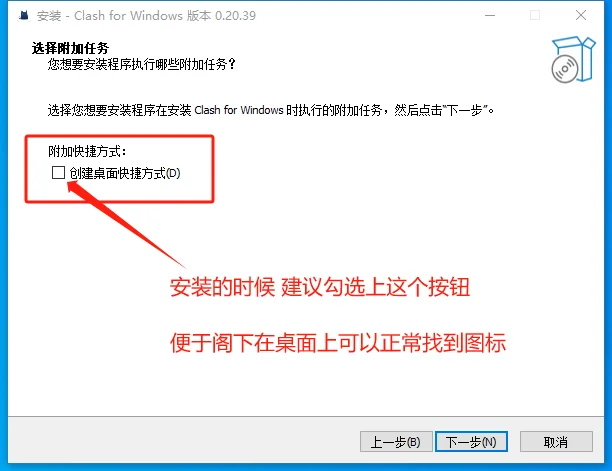 安装 - Clash for Windows 版本 0.20.39
选择附加任务
您想要安装程序执行哪些附加任务？
选择您想要安装程序在安装 Clash for Windows 时执行的附加任务，然后点击“下一步”。
附加快捷方式：
创建桌面快捷方式(D)
安装的时候 建议勾选上这个按钮
便于阁下在桌面上可以正常找到图标
上一步(B)
下一步(N)
取消